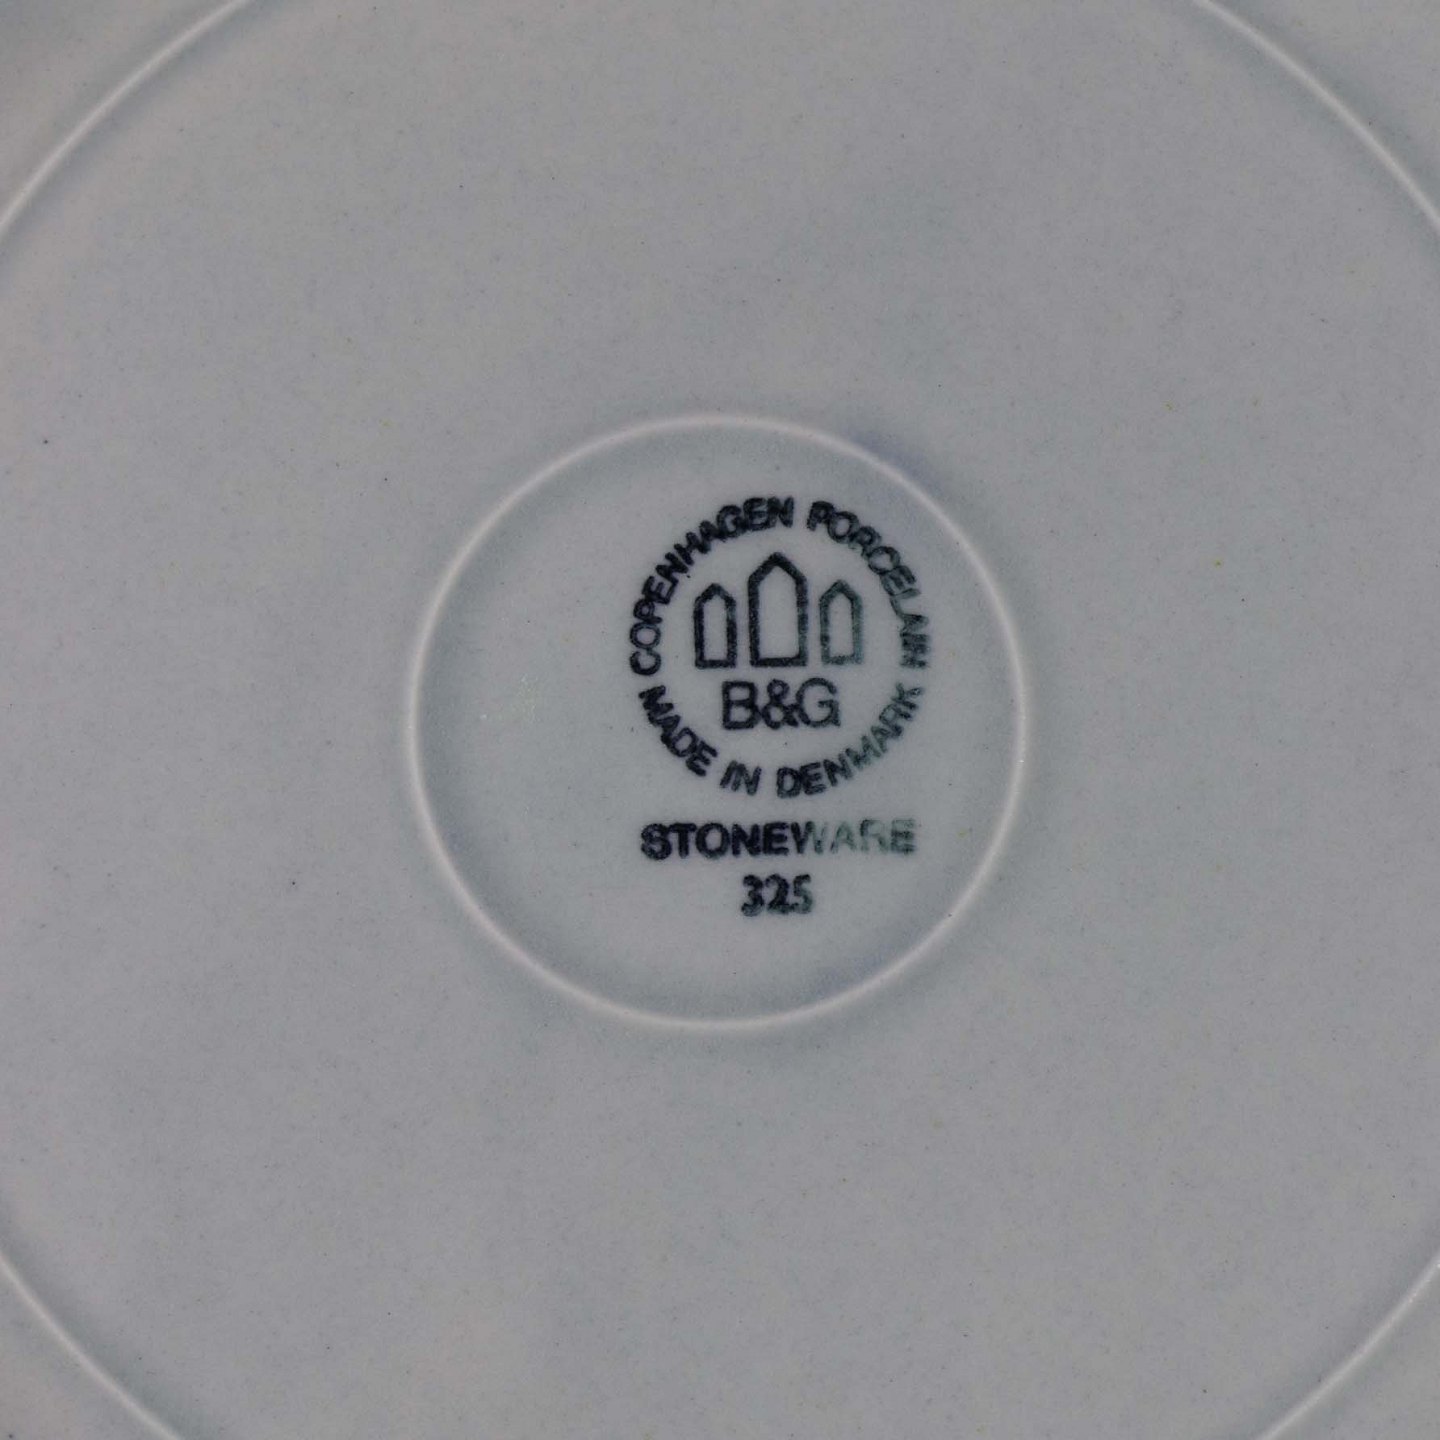 COPENHAGEN PORCELAIN
B&G
MADE IN DENMARK
STONEWARE
325